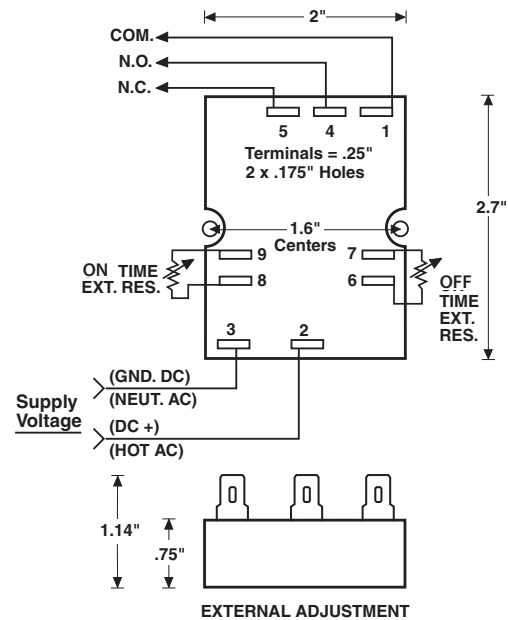 2"
COM.
N.O.
N.C.
5 4 1
Terminals = .25"
2 x .175" Holes
2.7"
1.6"
Centers
9 7
ON TIME
EXT. RES.
8 6
OFF
TIME
EXT.
RES.
3 2
(GND. DC)
(NEUT. AC)
Supply
Voltage
(DC +)
(HOT AC)
1.14"
.75"
EXTERNAL ADJUSTMENT